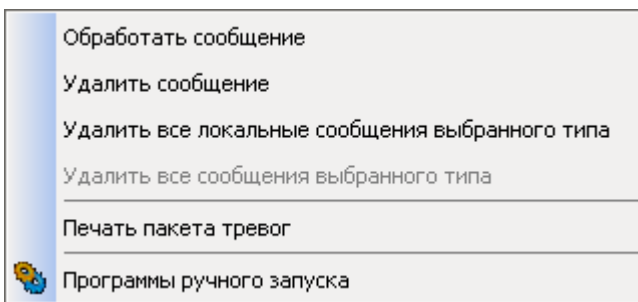 Обработать сообщение
Удалить сообщение
Удалить все локальные сообщения выбранного типа
Удалить все сообщения выбранного типа
Печать пакета тревог
Программы ручного запуска